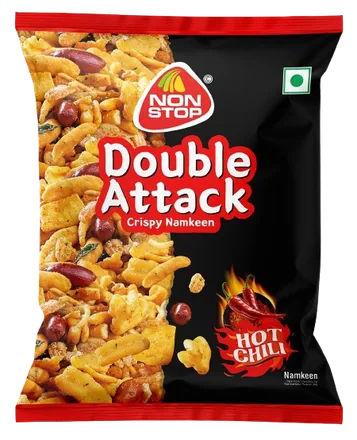 NON
STOP
Double
Attack
Crispy Namkeen
HOT
CHILI
Namkeen